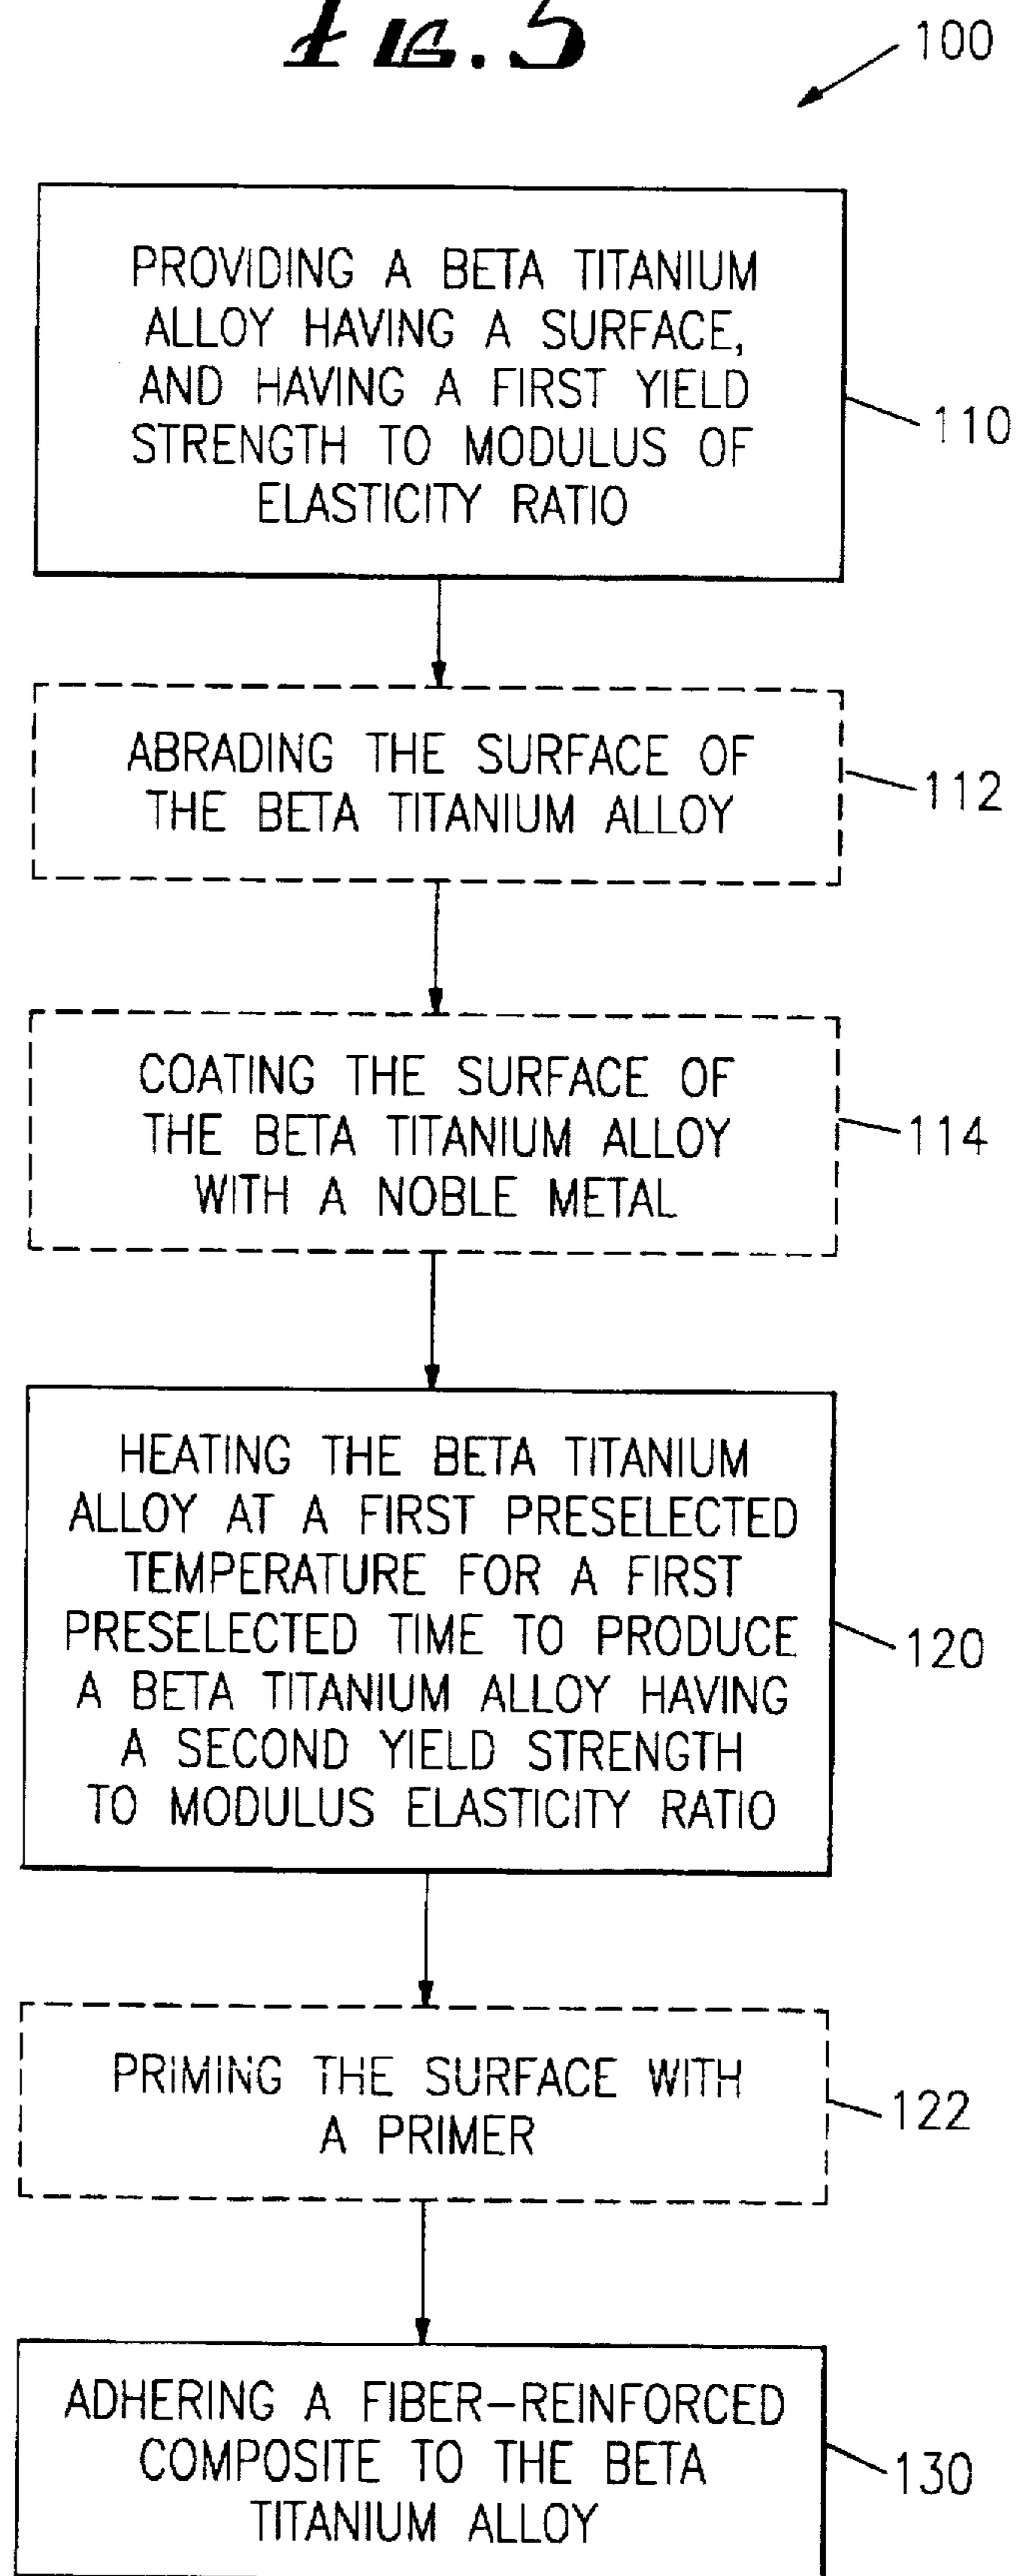 FIG. 5
100
PROVIDING A BETA TITANIUM
ALLOY HAVING A SURFACE,
AND HAVING A FIRST YIELD
STRENGTH TO MODULUS OF
ELASTICITY RATIO
110
ABRADING THE SURFACE OF
THE BETA TITANIUM ALLOY
112
COATING THE SURFACE OF
THE BETA TITANIUM ALLOY
WITH A NOBLE METAL
114
HEATING THE BETA TITANIUM
ALLOY AT A FIRST PRESELECTED
TEMPERATURE FOR A FIRST
PRESELECTED TIME TO PRODUCE
A BETA TITANIUM ALLOY HAVING
A SECOND YIELD STRENGTH
TO MODULUS ELASTICITY RATIO
120
PRIMING THE SURFACE WITH
A PRIMER
122
ADHERING A FIBER-REINFORCED
COMPOSITE TO THE BETA
TITANIUM ALLOY
130